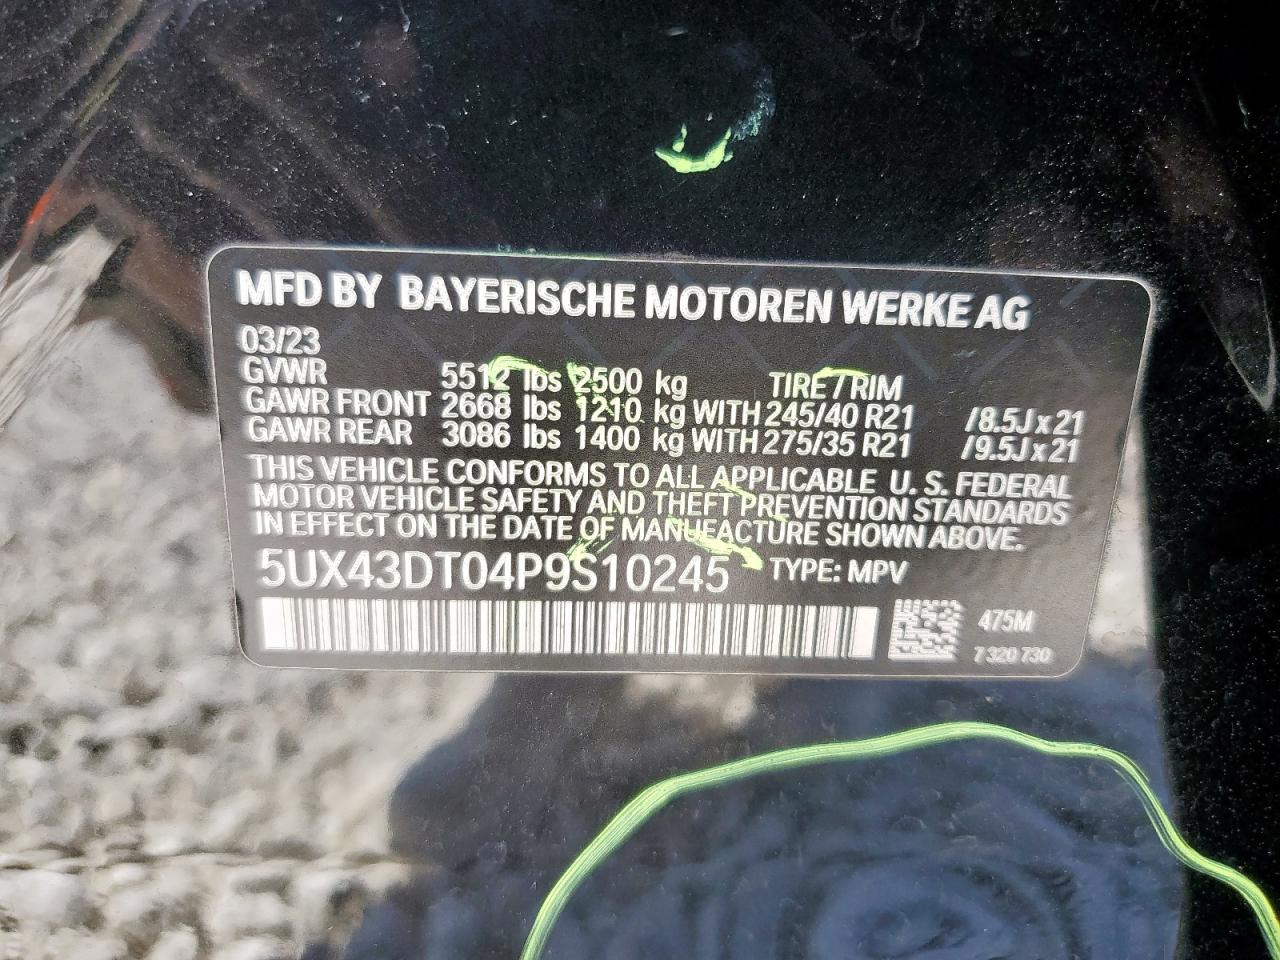 MFD BY BAYERISCHE MOTOREN WERKE AG
03/23
GVWR 5512 lbs 2500 kg TIRE / RIM
GAWR FRONT 2668 lbs 1210 kg WITH 245/40 R21 /8.5J x 21
GAWR REAR 3086 lbs 1400 kg WITH 275/35 R21 /9.5J x 21
THIS VEHICLE CONFORMS TO ALL APPLICABLE U. S. FEDERAL
MOTOR VEHICLE SAFETY AND THEFT PREVENTION STANDARDS
IN EFFECT ON THE DATE OF MANUFACTURE SHOWN ABOVE.
5UX43DT04P9S10245 TYPE: MPV
475M
7 320 730